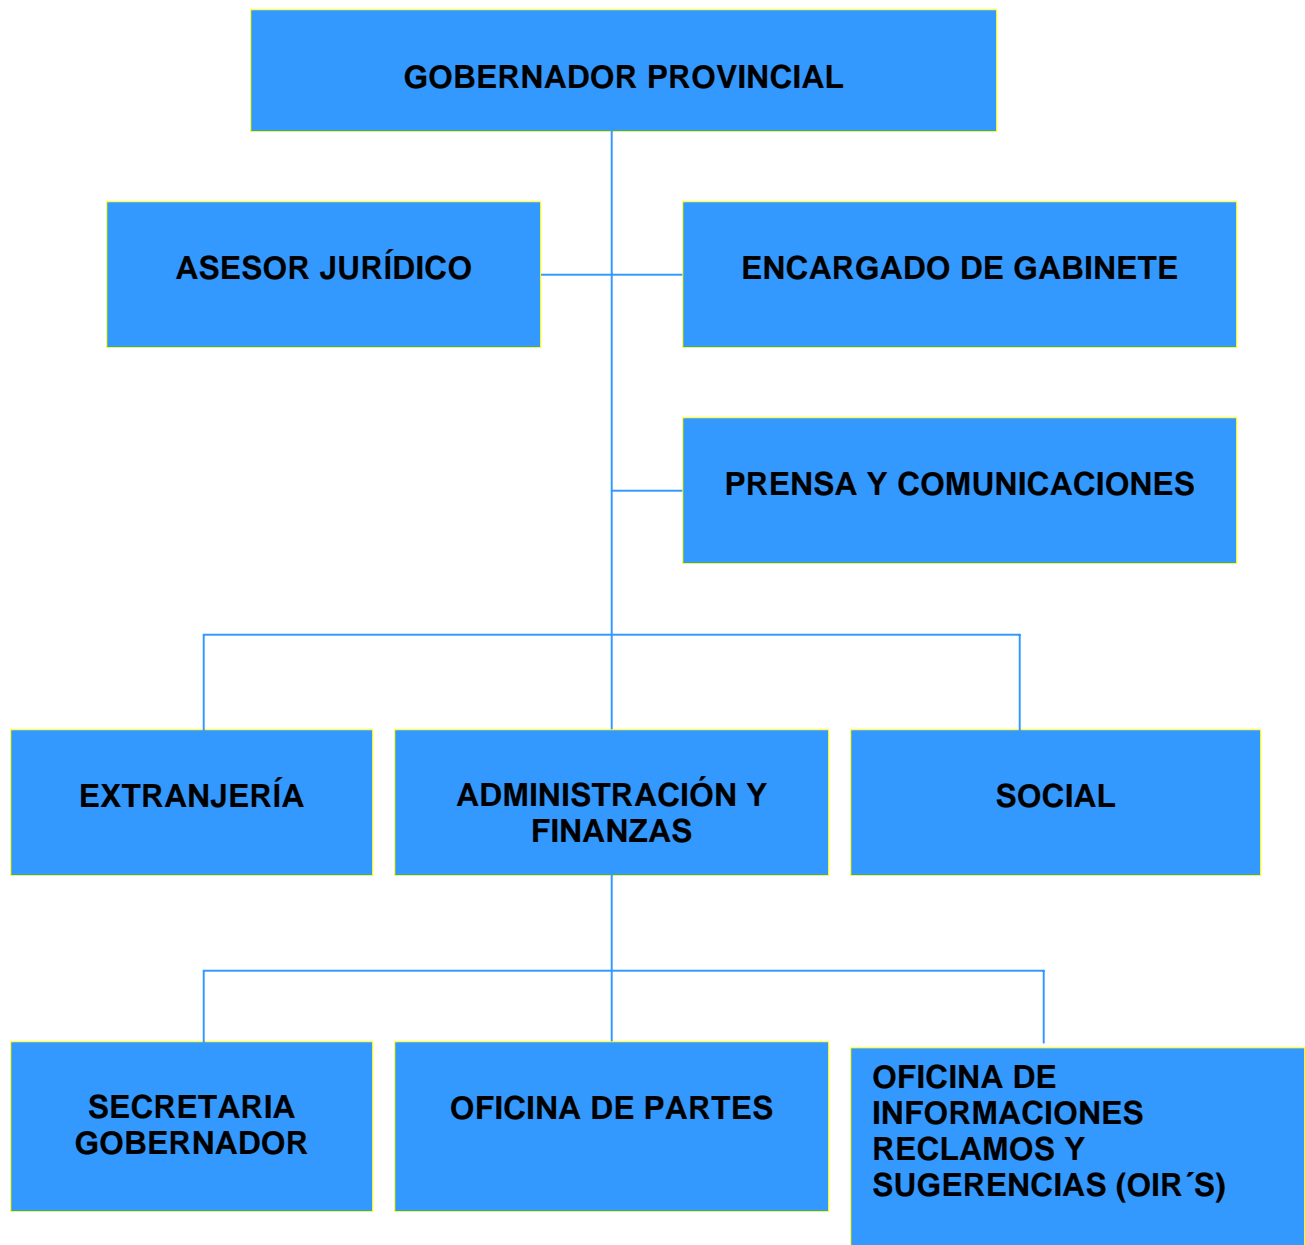 GOBERNADOR PROVINCIAL
ASESOR JURÍDICO
ENCARGADO DE GABINETE
PRENSA Y COMUNICACIONES
EXTRANJERÍA
ADMINISTRACIÓN Y
FINANZAS
SOCIAL
SECRETARIA
GOBERNADOR
OFICINA DE PARTES
OFICINA DE
INFORMACIONES
RECLAMOS Y
SUGERENCIAS (OIR´S)